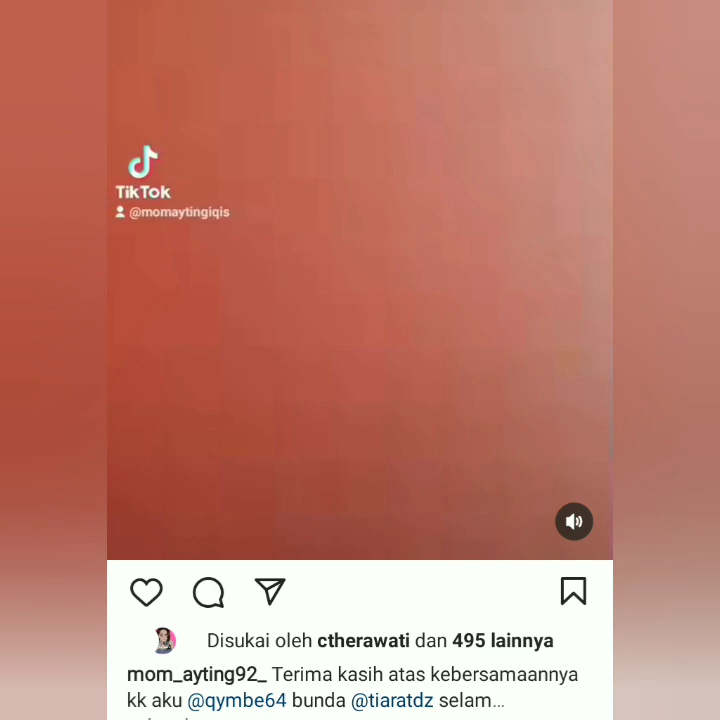 TikTok
@momaytingiqis
Disukai oleh ctherawati dan 495 lainnya
mom_ayting92_ Terima kasih atas kebersamaannya
kk aku @qymbe64 bunda @tiaratdz selam...